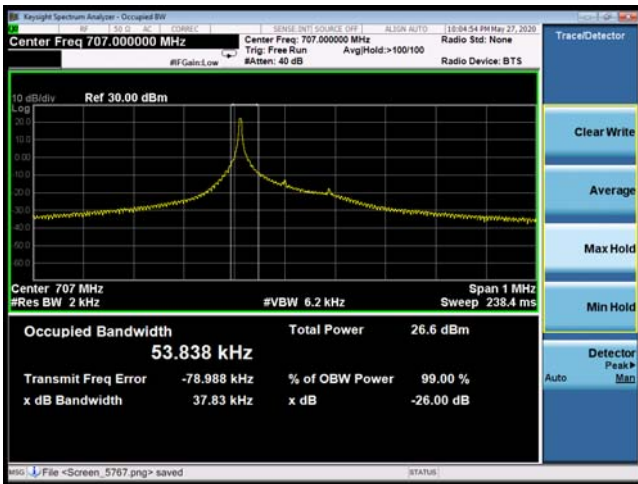 Keysight Spectrum Analyzer - Occupied BW
RF 50 Ω AC CORREC SENSE:INT SOURCE OFF ALIGN AUTO 10:04:54 PM May 27, 2020
Center Freq 707.000000 MHz Center Freq: 707.000000 MHz Radio Std: None Trace/Detector
Trig: Free Run Avg|Hold:>100/100
#IFGain:Low #Atten: 40 dB Radio Device: BTS
10 dB/div Ref 30.00 dBm
Log
20.0
10.0
0.00
-10.0
-20.0
-30.0
-40.0
-50.0
-60.0
Center 707 MHz Span 1 MHz
#Res BW 2 kHz #VBW 6.2 kHz Sweep 238.4 ms
Occupied Bandwidth Total Power 26.6 dBm
53.838 kHz
Transmit Freq Error -78.988 kHz % of OBW Power 99.00 %
x dB Bandwidth 37.83 kHz x dB -26.00 dB
Clear Write
Average
Max Hold
Min Hold
Detector
Peak▶
Auto Man
MSG File <Screen_5767.png> saved STATUS